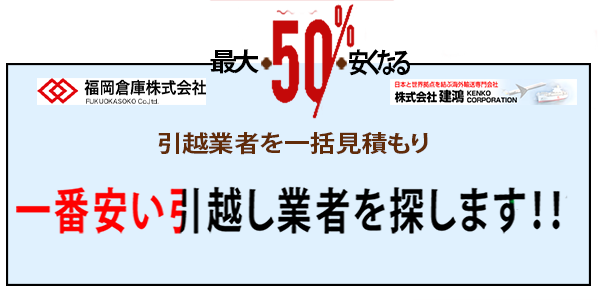 最大50%安くなる
福岡倉庫株式会社
FUKUOKASOKO Co.,ltd.
日本と世界拠点を結ぶ海外輸送専門会社
株式会社 建鴻 KENKO CORPORATION
引越業者を一括見積もり
一番安い引越し業者を探します!!